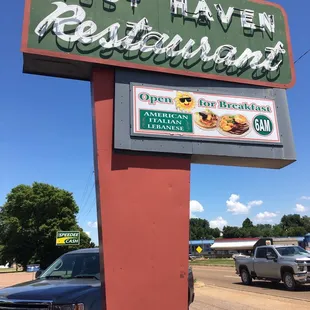 HAVEN
Restaurant
Open for Breakfast
AMERICAN
ITALIAN
LEBANESE
6AM
SPEEDEE
CASH